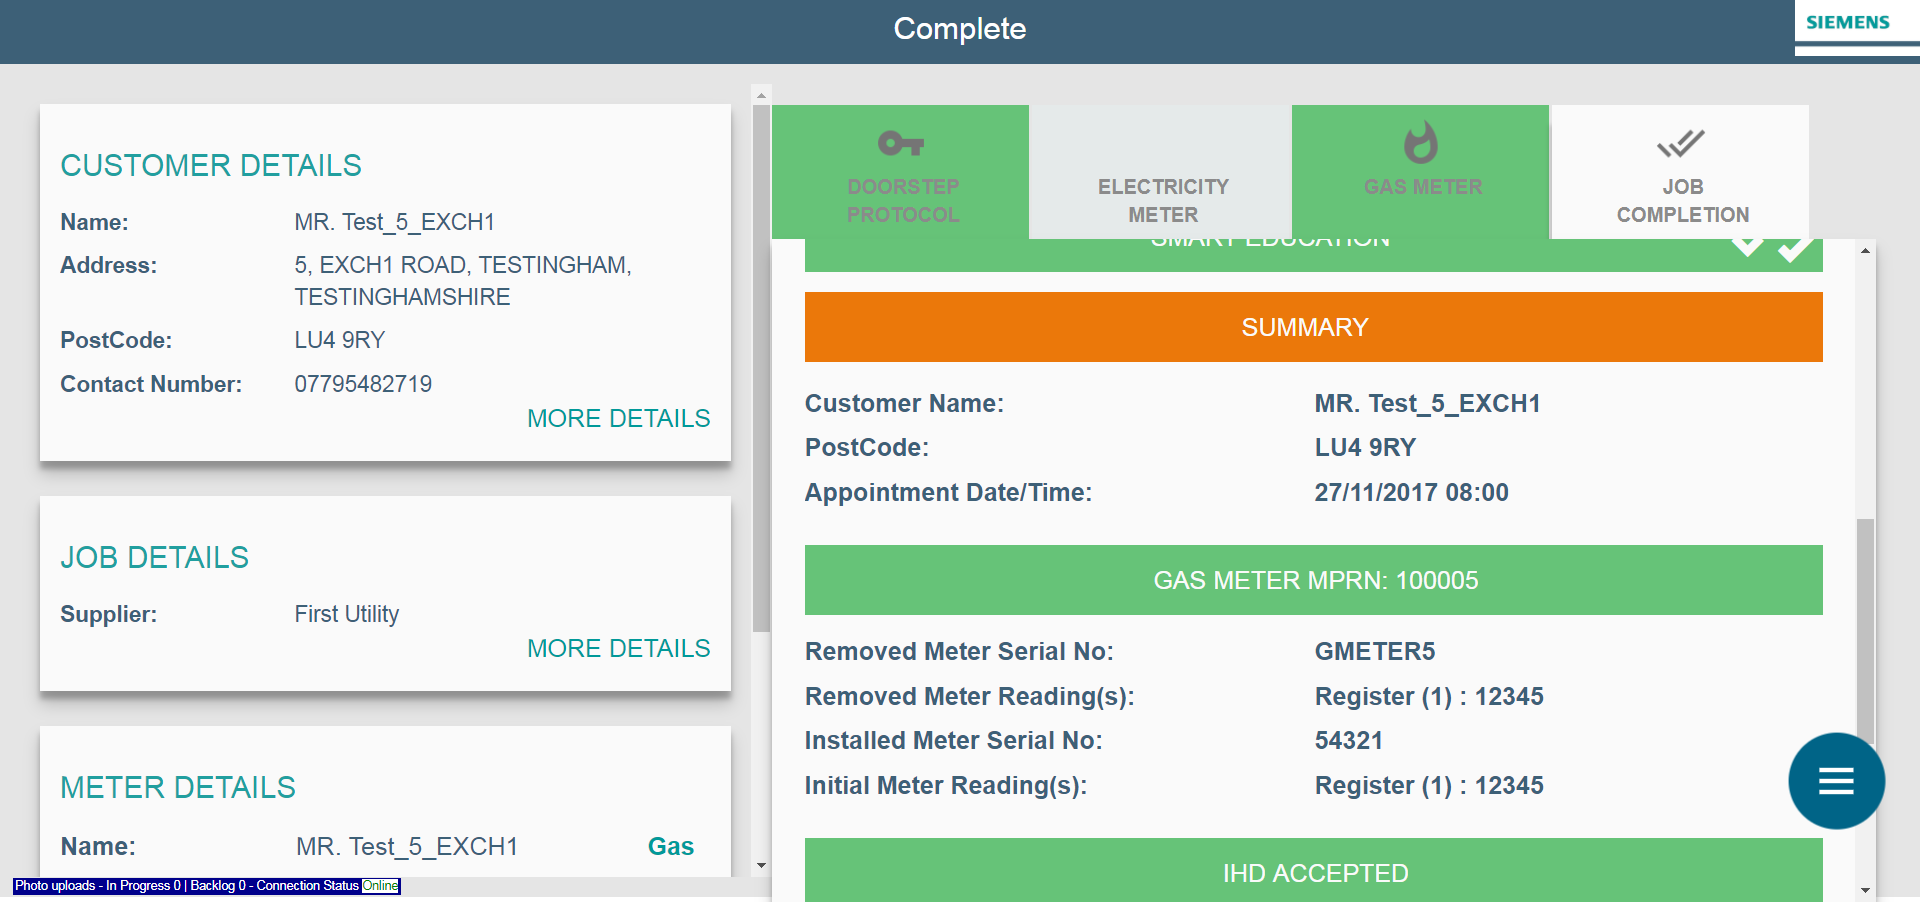 Complete
SIEMENS
CUSTOMER DETAILS
Name: MR. Test_5_EXCH1
Address: 5, EXCH1 ROAD, TESTINGHAM,
TESTINGHAMSHIRE
PostCode: LU4 9RY
Contact Number: 07795482719
MORE DETAILS
JOB DETAILS
Supplier: First Utility
MORE DETAILS
METER DETAILS
Name: MR. Test_5_EXCH1 Gas
Photo uploads - In Progress 0 | Backlog 0 - Connection Status Online
DOORSTEP
PROTOCOL
ELECTRICITY
METER
GAS METER
JOB
COMPLETION
SMART EDUCATION
SUMMARY
Customer Name: MR. Test_5_EXCH1
PostCode: LU4 9RY
Appointment Date/Time: 27/11/2017 08:00
GAS METER MPRN: 100005
Removed Meter Serial No: GMETER5
Removed Meter Reading(s): Register (1) : 12345
Installed Meter Serial No: 54321
Initial Meter Reading(s): Register (1) : 12345
IHD ACCEPTED